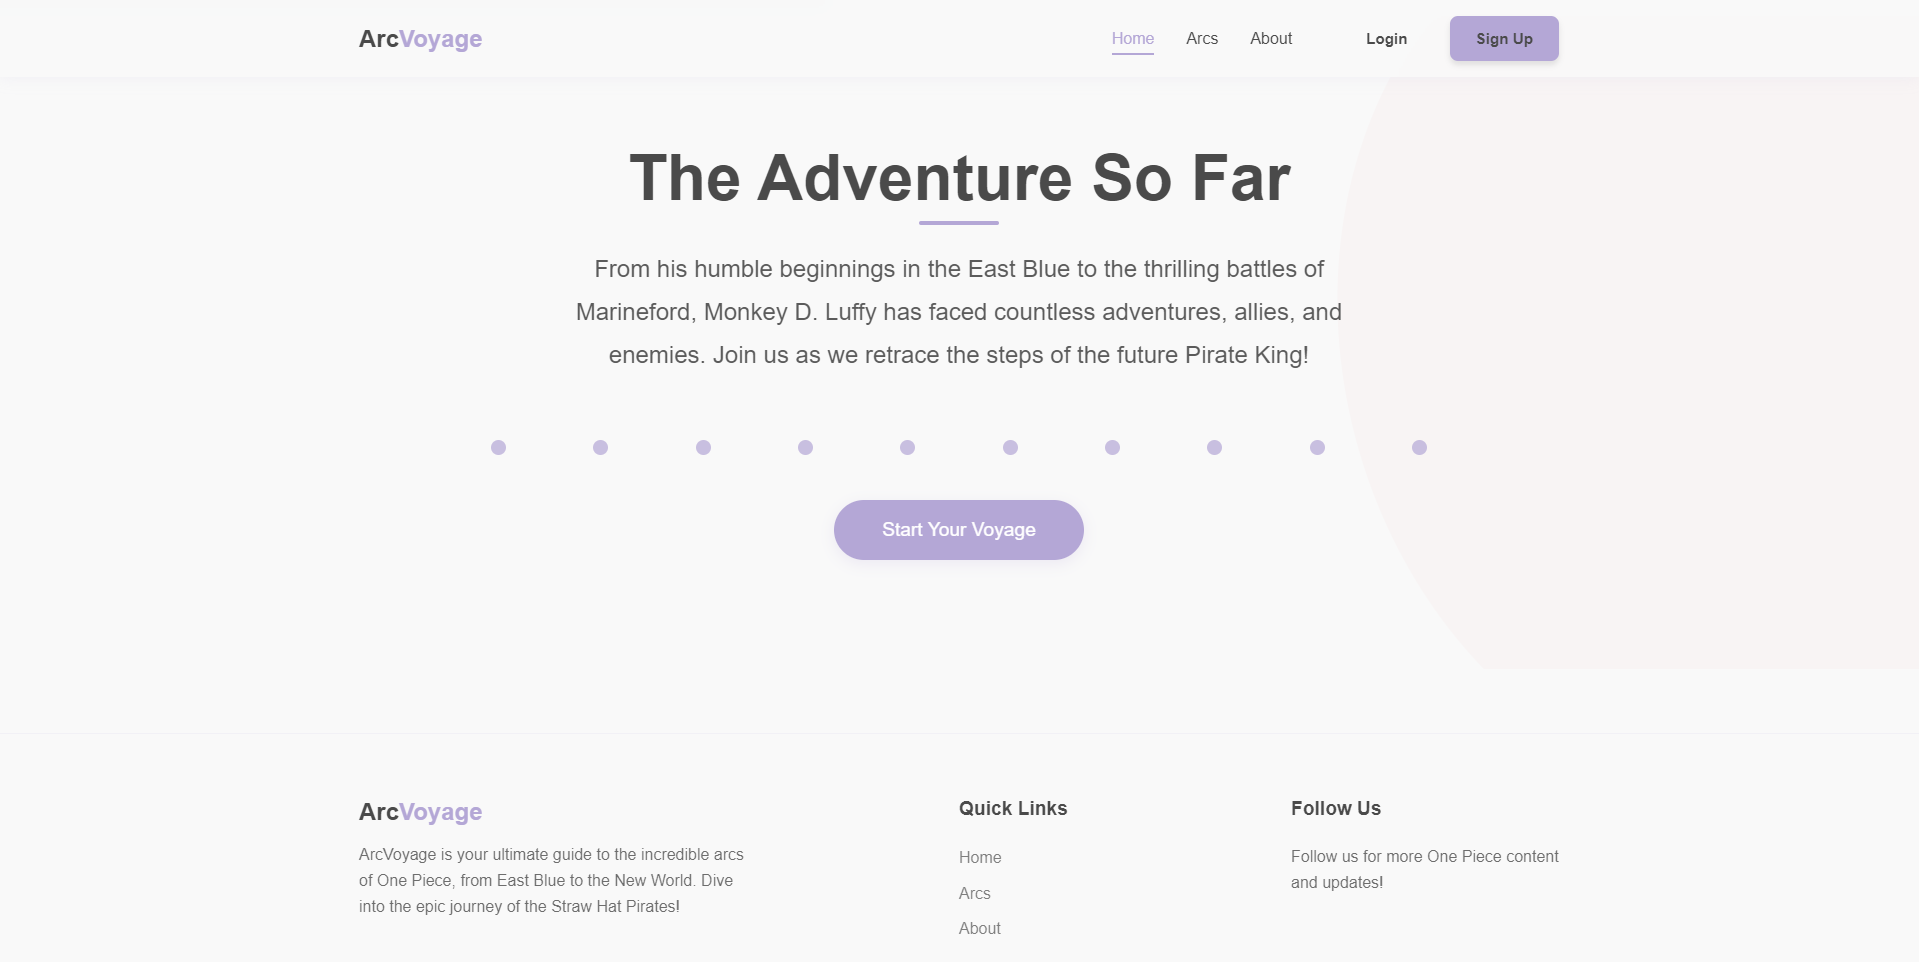 ArcVoyage
Home
Arcs
About
Login
Sign Up
The Adventure So Far
From his humble beginnings in the East Blue to the thrilling battles of
Marineford, Monkey D. Luffy has faced countless adventures, allies, and
enemies. Join us as we retrace the steps of the future Pirate King!
Start Your Voyage
ArcVoyage
ArcVoyage is your ultimate guide to the incredible arcs
of One Piece, from East Blue to the New World. Dive
into the epic journey of the Straw Hat Pirates!
Quick Links
Home
Arcs
About
Follow Us
Follow us for more One Piece content
and updates!